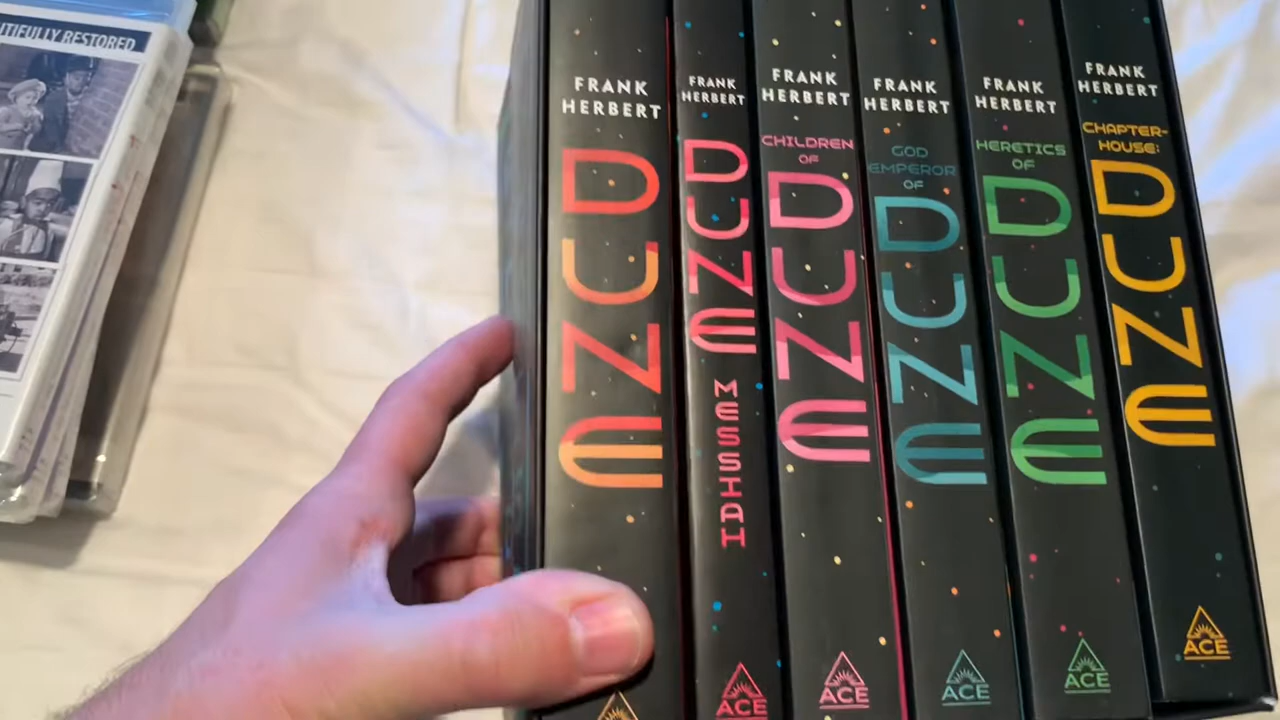 UTIFULLY RESTORED
FRANK
HERBERT
DUNE
FRANK
HERBERT
DUNE
MESSIAH
ACE
FRANK
HERBERT
CHILDREN
OF
DUNE
ACE
FRANK
HERBERT
GOD
EMPEROR
OF
DUNE
ACE
FRANK
HERBERT
HERETICS
OF
DUNE
ACE
FRANK
HERBERT
CHAPTER-
HOUSE:
DUNE
ACE